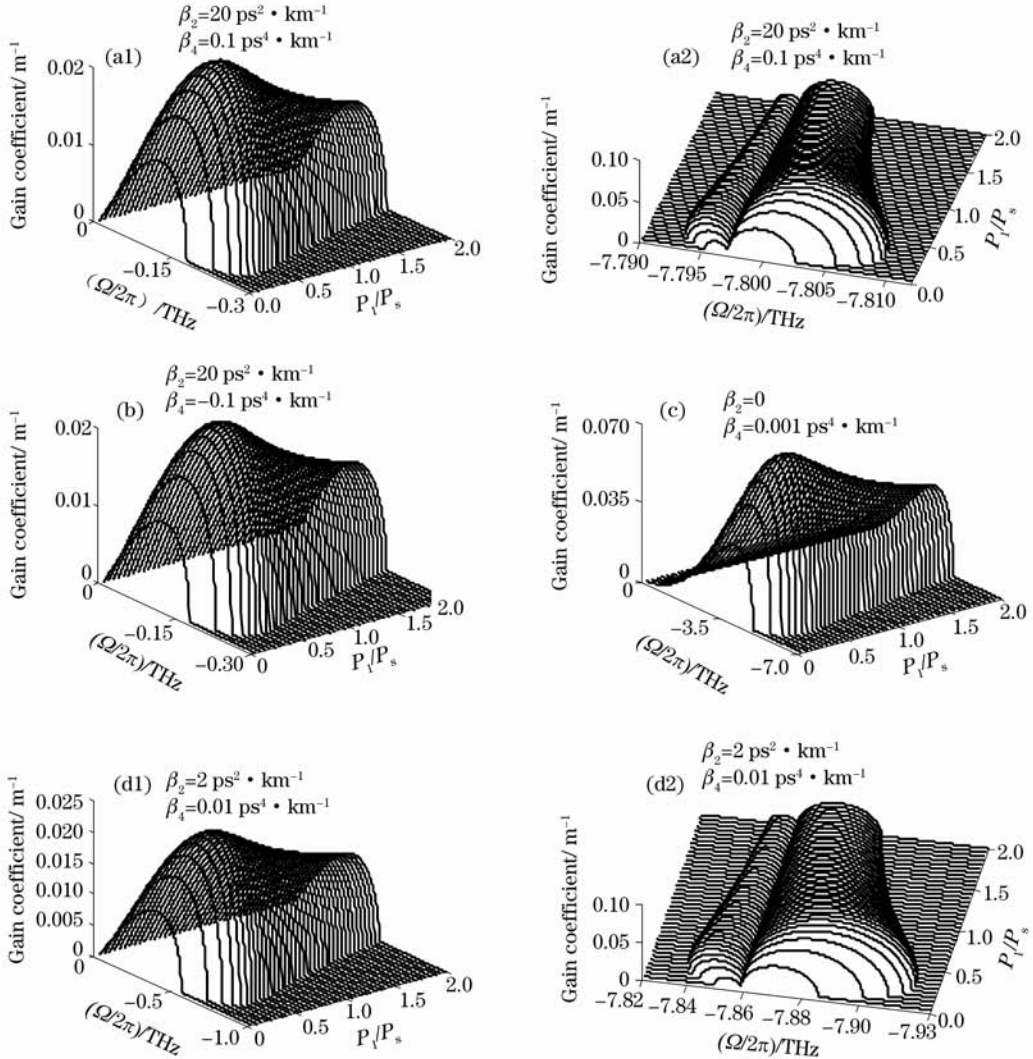 (a1)
β₂=20 ps² • km⁻¹
β₄=0.1 ps⁴ • km⁻¹
Gain coefficient/ m⁻¹
0.02
0.01
0
0
−0.15
−0.3
(Ω/2π) /THz
0.0
0.5
1.0
1.5
2.0
P₁/Pₛ
(a2)
β₂=20 ps² • km⁻¹
β₄=0.1 ps⁴ • km⁻¹
Gain coefficient/ m⁻¹
0.10
0.05
0
−7.790
−7.795
−7.800
−7.805
−7.810
(Ω/2π)/THz
0.0
0.5
1.0
1.5
2.0
P₁/Pₛ
(b)
β₂=20 ps² • km⁻¹
β₄=−0.1 ps⁴ • km⁻¹
Gain coefficient/ m⁻¹
0.02
0.01
0
0
−0.15
−0.30
(Ω/2π)/THz
0
0.5
1.0
1.5
2.0
P₁/Pₛ
(c)
β₂=0
β₄=0.001 ps⁴ • km⁻¹
Gain coefficient/ m⁻¹
0.070
0.035
0
0
−3.5
−7.0
(Ω/2π)/THz
0
0.5
1.0
1.5
2.0
P₁/Pₛ
(d1)
β₂=2 ps² • km⁻¹
β₄=0.01 ps⁴ • km⁻¹
Gain coefficient/ m⁻¹
0.025
0.020
0.015
0.010
0.005
0
0
−0.5
−1.0
(Ω/2π)/THz
0
0.5
1.0
1.5
2.0
P₁/Pₛ
(d2)
β₂=2 ps² • km⁻¹
β₄=0.01 ps⁴ • km⁻¹
Gain coefficient/ m⁻¹
0.10
0.05
0
−7.82
−7.84
−7.86
−7.88
−7.90
−7.93
(Ω/2π)/THz
0.0
0.5
1.0
1.5
2.0
P₁/Pₛ